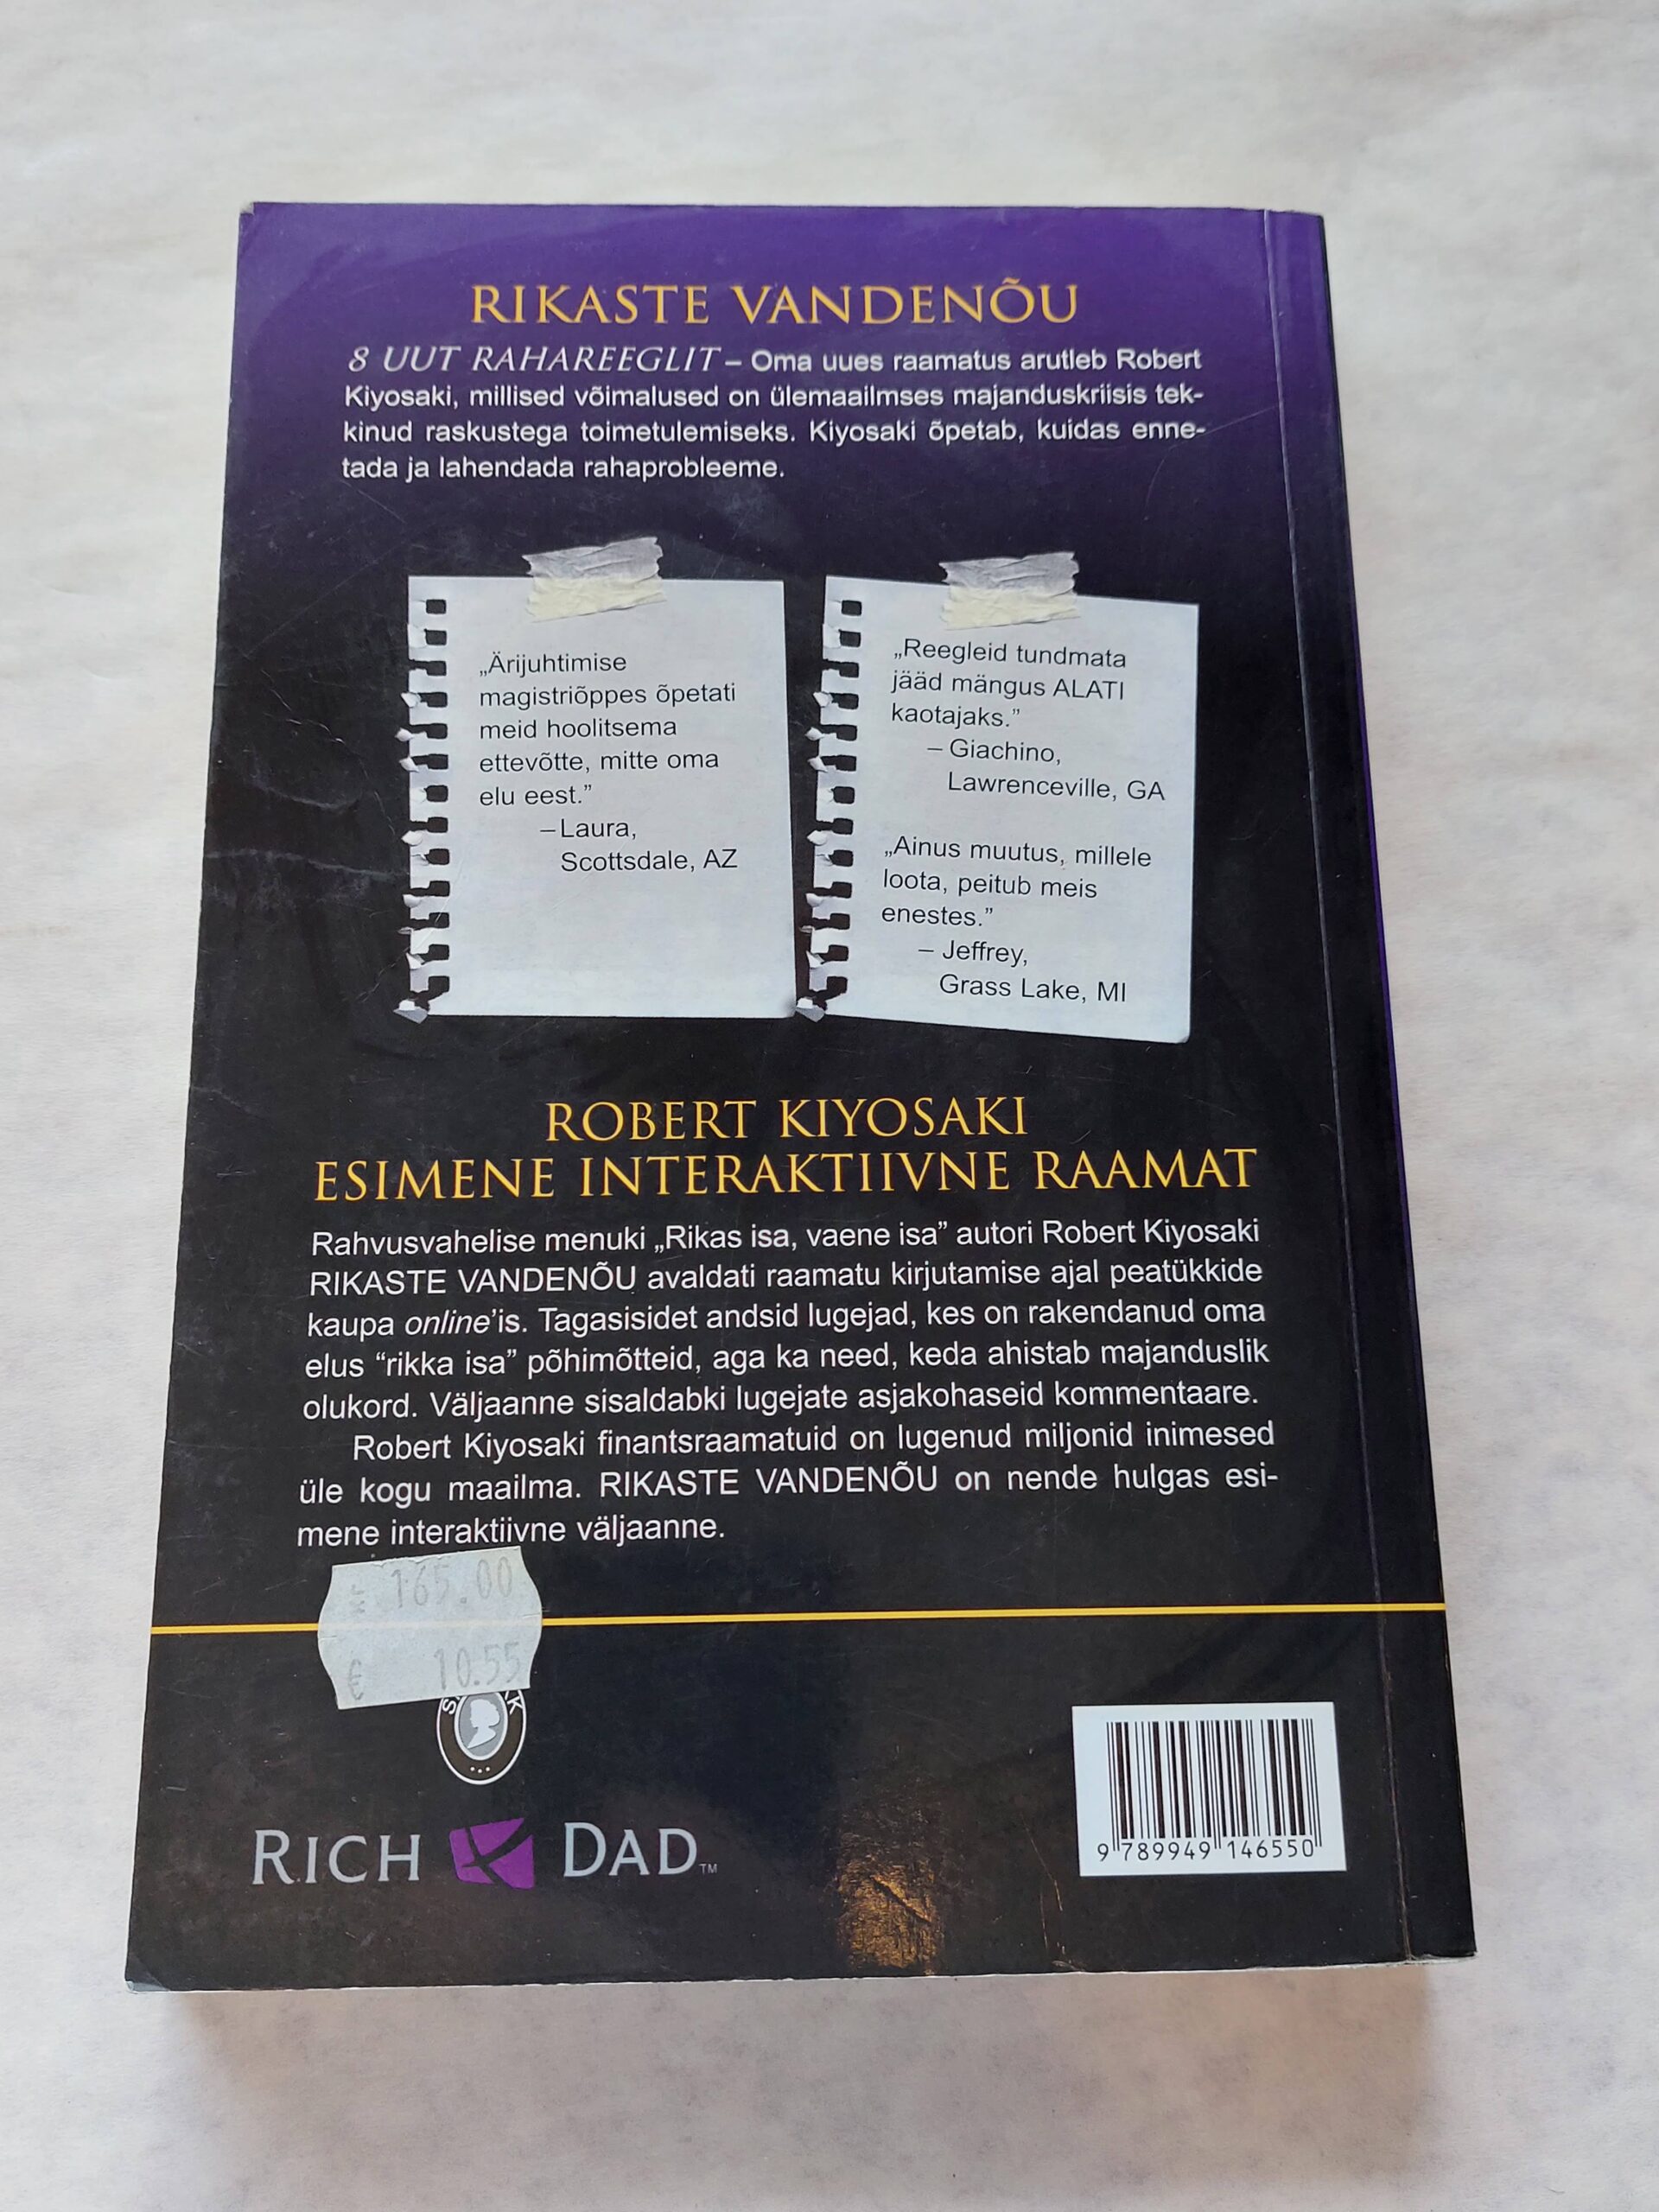 RIKASTE VANDENÕU
8 UUT RAHAREEGLIT – Oma uues raamatus arutleb Robert
Kiyosaki, millised võimalused on ülemaailmses majanduskriisis tek-
kinud raskustega toimetulemiseks. Kiyosaki õpetab, kuidas enne-
tada ja lahendada rahaprobleeme.
„Ärijuhtimise
magistriõppes õpetati
meid hoolitsema
ettevõtte, mitte oma
elu eest.”
– Laura,
Scottsdale, AZ
„Reegleid tundmata
jääd mängus ALATI
kaotajaks.”
– Giachino,
Lawrenceville, GA
„Ainus muutus, millele
loota, peitub meis
enestes.”
– Jeffrey,
Grass Lake, MI
ROBERT KIYOSAKI
ESIMENE INTERAKTIIVNE RAAMAT
Rahvusvahelise menuki „Rikas isa, vaene isa” autori Robert Kiyosaki
RIKASTE VANDENÕU avaldati raamatu kirjutamise ajal peatükkide
kaupa online’is. Tagasisidet andsid lugejad, kes on rakendanud oma
elus “rikka isa” põhimõtteid, aga ka need, keda ahistab majanduslik
olukord. Väljaanne sisaldabki lugejate asjakohaseid kommentaare.
Robert Kiyosaki finantsraamatuid on lugenud miljonid inimesed
üle kogu maailma. RIKASTE VANDENÕU on nende hulgas esi-
mene interaktiivne väljaanne.
165.00
€ 10.55
RICH DAD™
9 789949 146550